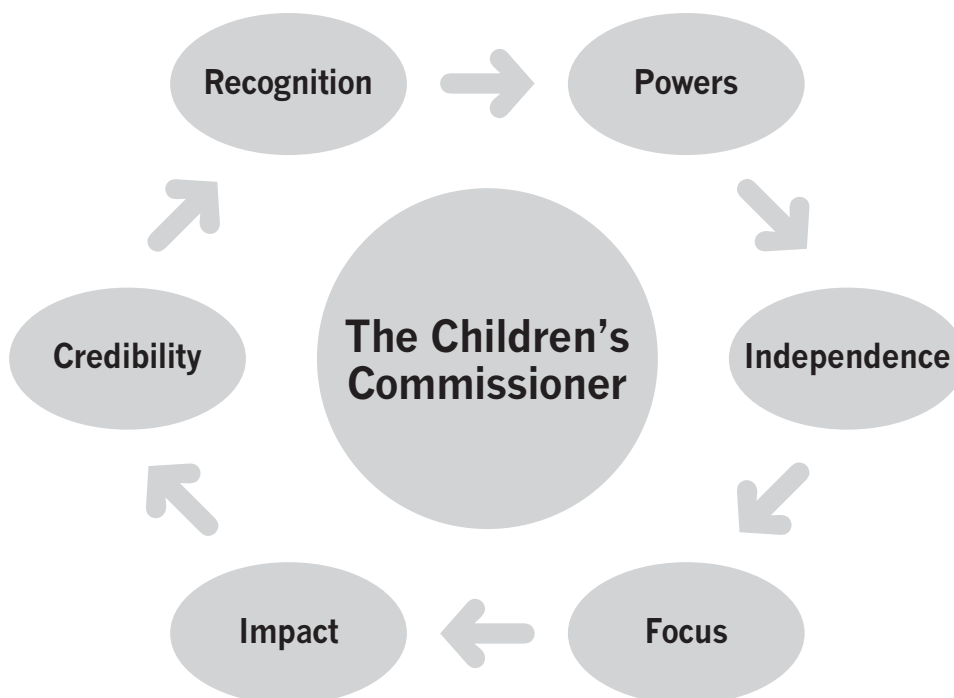 Recognition
Powers
The Children’s
Commissioner
Credibility
Independence
Impact
Focus